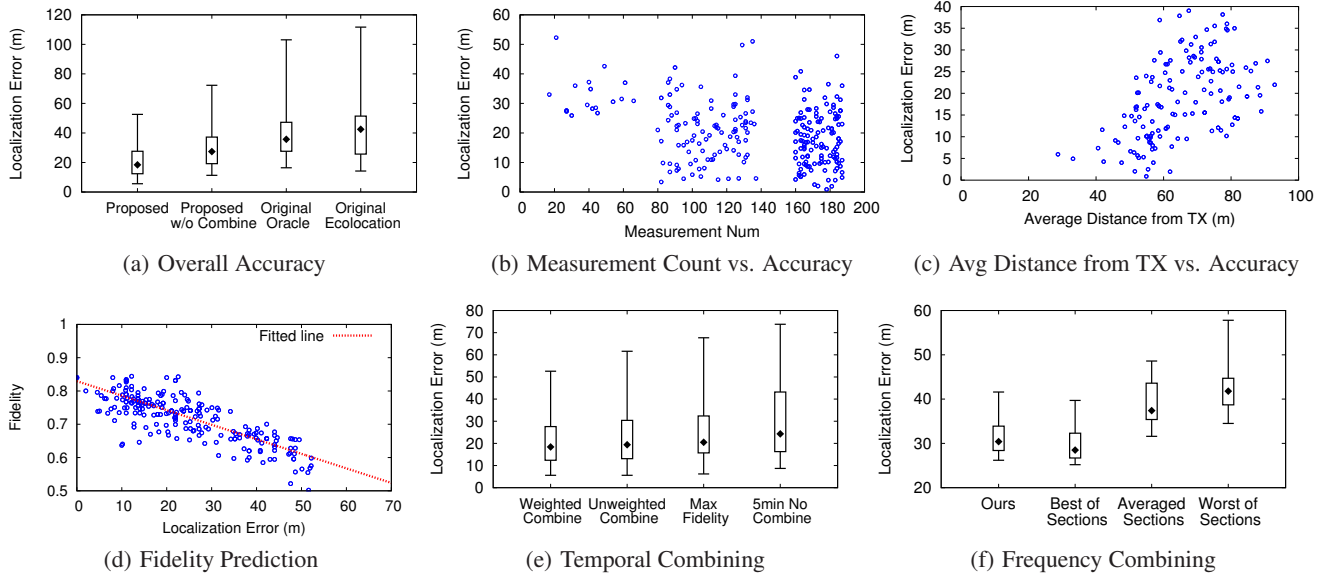 Localization Error (m)
120
100
80
60
40
20
0
Proposed
Proposed
w/o Combine
Original
Oracle
Original
Ecolocation
(a) Overall Accuracy
Localization Error (m)
60
50
40
30
20
10
0
0 20 40 60 80 100 120 140 160 180 200
Measurement Num
(b) Measurement Count vs. Accuracy
Localization Error (m)
40
35
30
25
20
15
10
5
0
0 20 40 60 80 100
Average Distance from TX (m)
(c) Avg Distance from TX vs. Accuracy
Fidelity
1
0.9
0.8
0.7
0.6
0.5
Fitted line
0 10 20 30 40 50 60 70
Localization Error (m)
(d) Fidelity Prediction
Localization Error (m)
80
70
60
50
40
30
20
10
0
Weighted
Combine
Unweighted
Combine
Max
Fidelity
5min No
Combine
(e) Temporal Combining
Localization Error (m)
60
50
40
30
20
Ours
Best of
Sections
Averaged
Sections
Worst of
Sections
(f) Frequency Combining